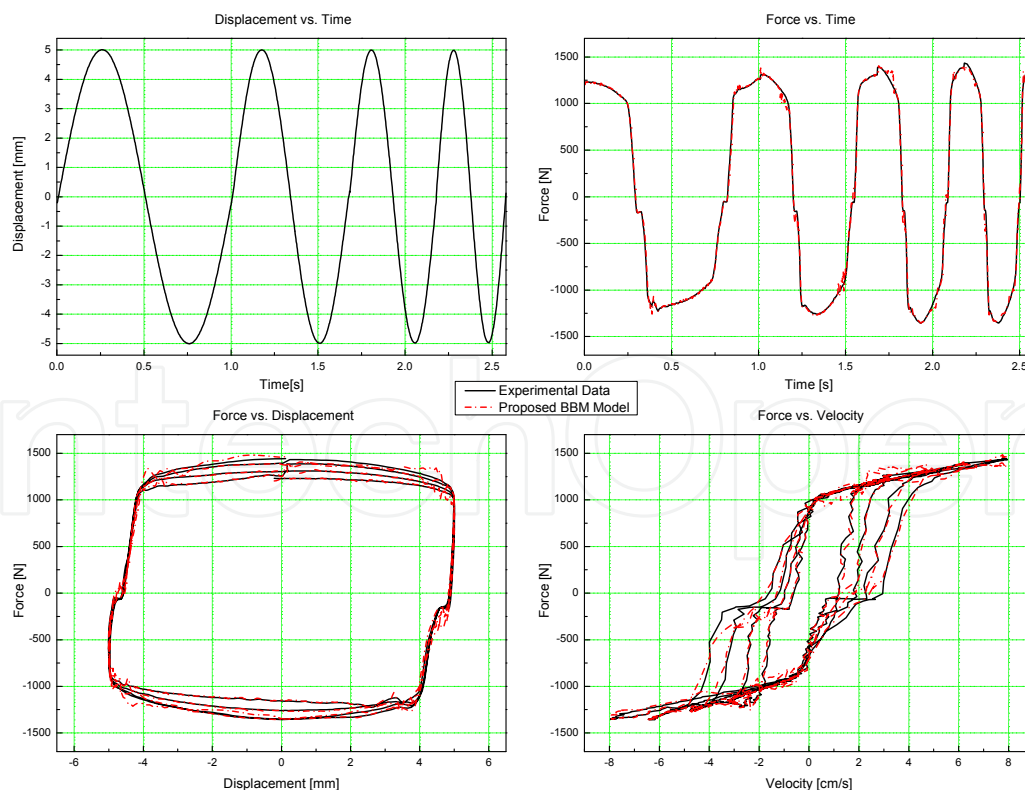 Displacement vs. Time
Force vs. Time
5
4
3
2
1
0
-1
-2
-3
-4
-5
Displacement [mm]
0.0 0.5 1.0 1.5 2.0 2.5
Time[s]
1500
1000
500
0
-500
-1000
-1500
Force [N]
0.0 0.5 1.0 1.5 2.0 2.5
Time [s]
Experimental Data
Proposed BBM Model
Force vs. Displacement
Force vs. Velocity
1500
1000
500
0
-500
-1000
-1500
Force [N]
-6 -4 -2 0 2 4 6
Displacement [mm]
1500
1000
500
0
-500
-1000
-1500
Force [N]
-8 -6 -4 -2 0 2 4 6 8
Velocity [cm/s]